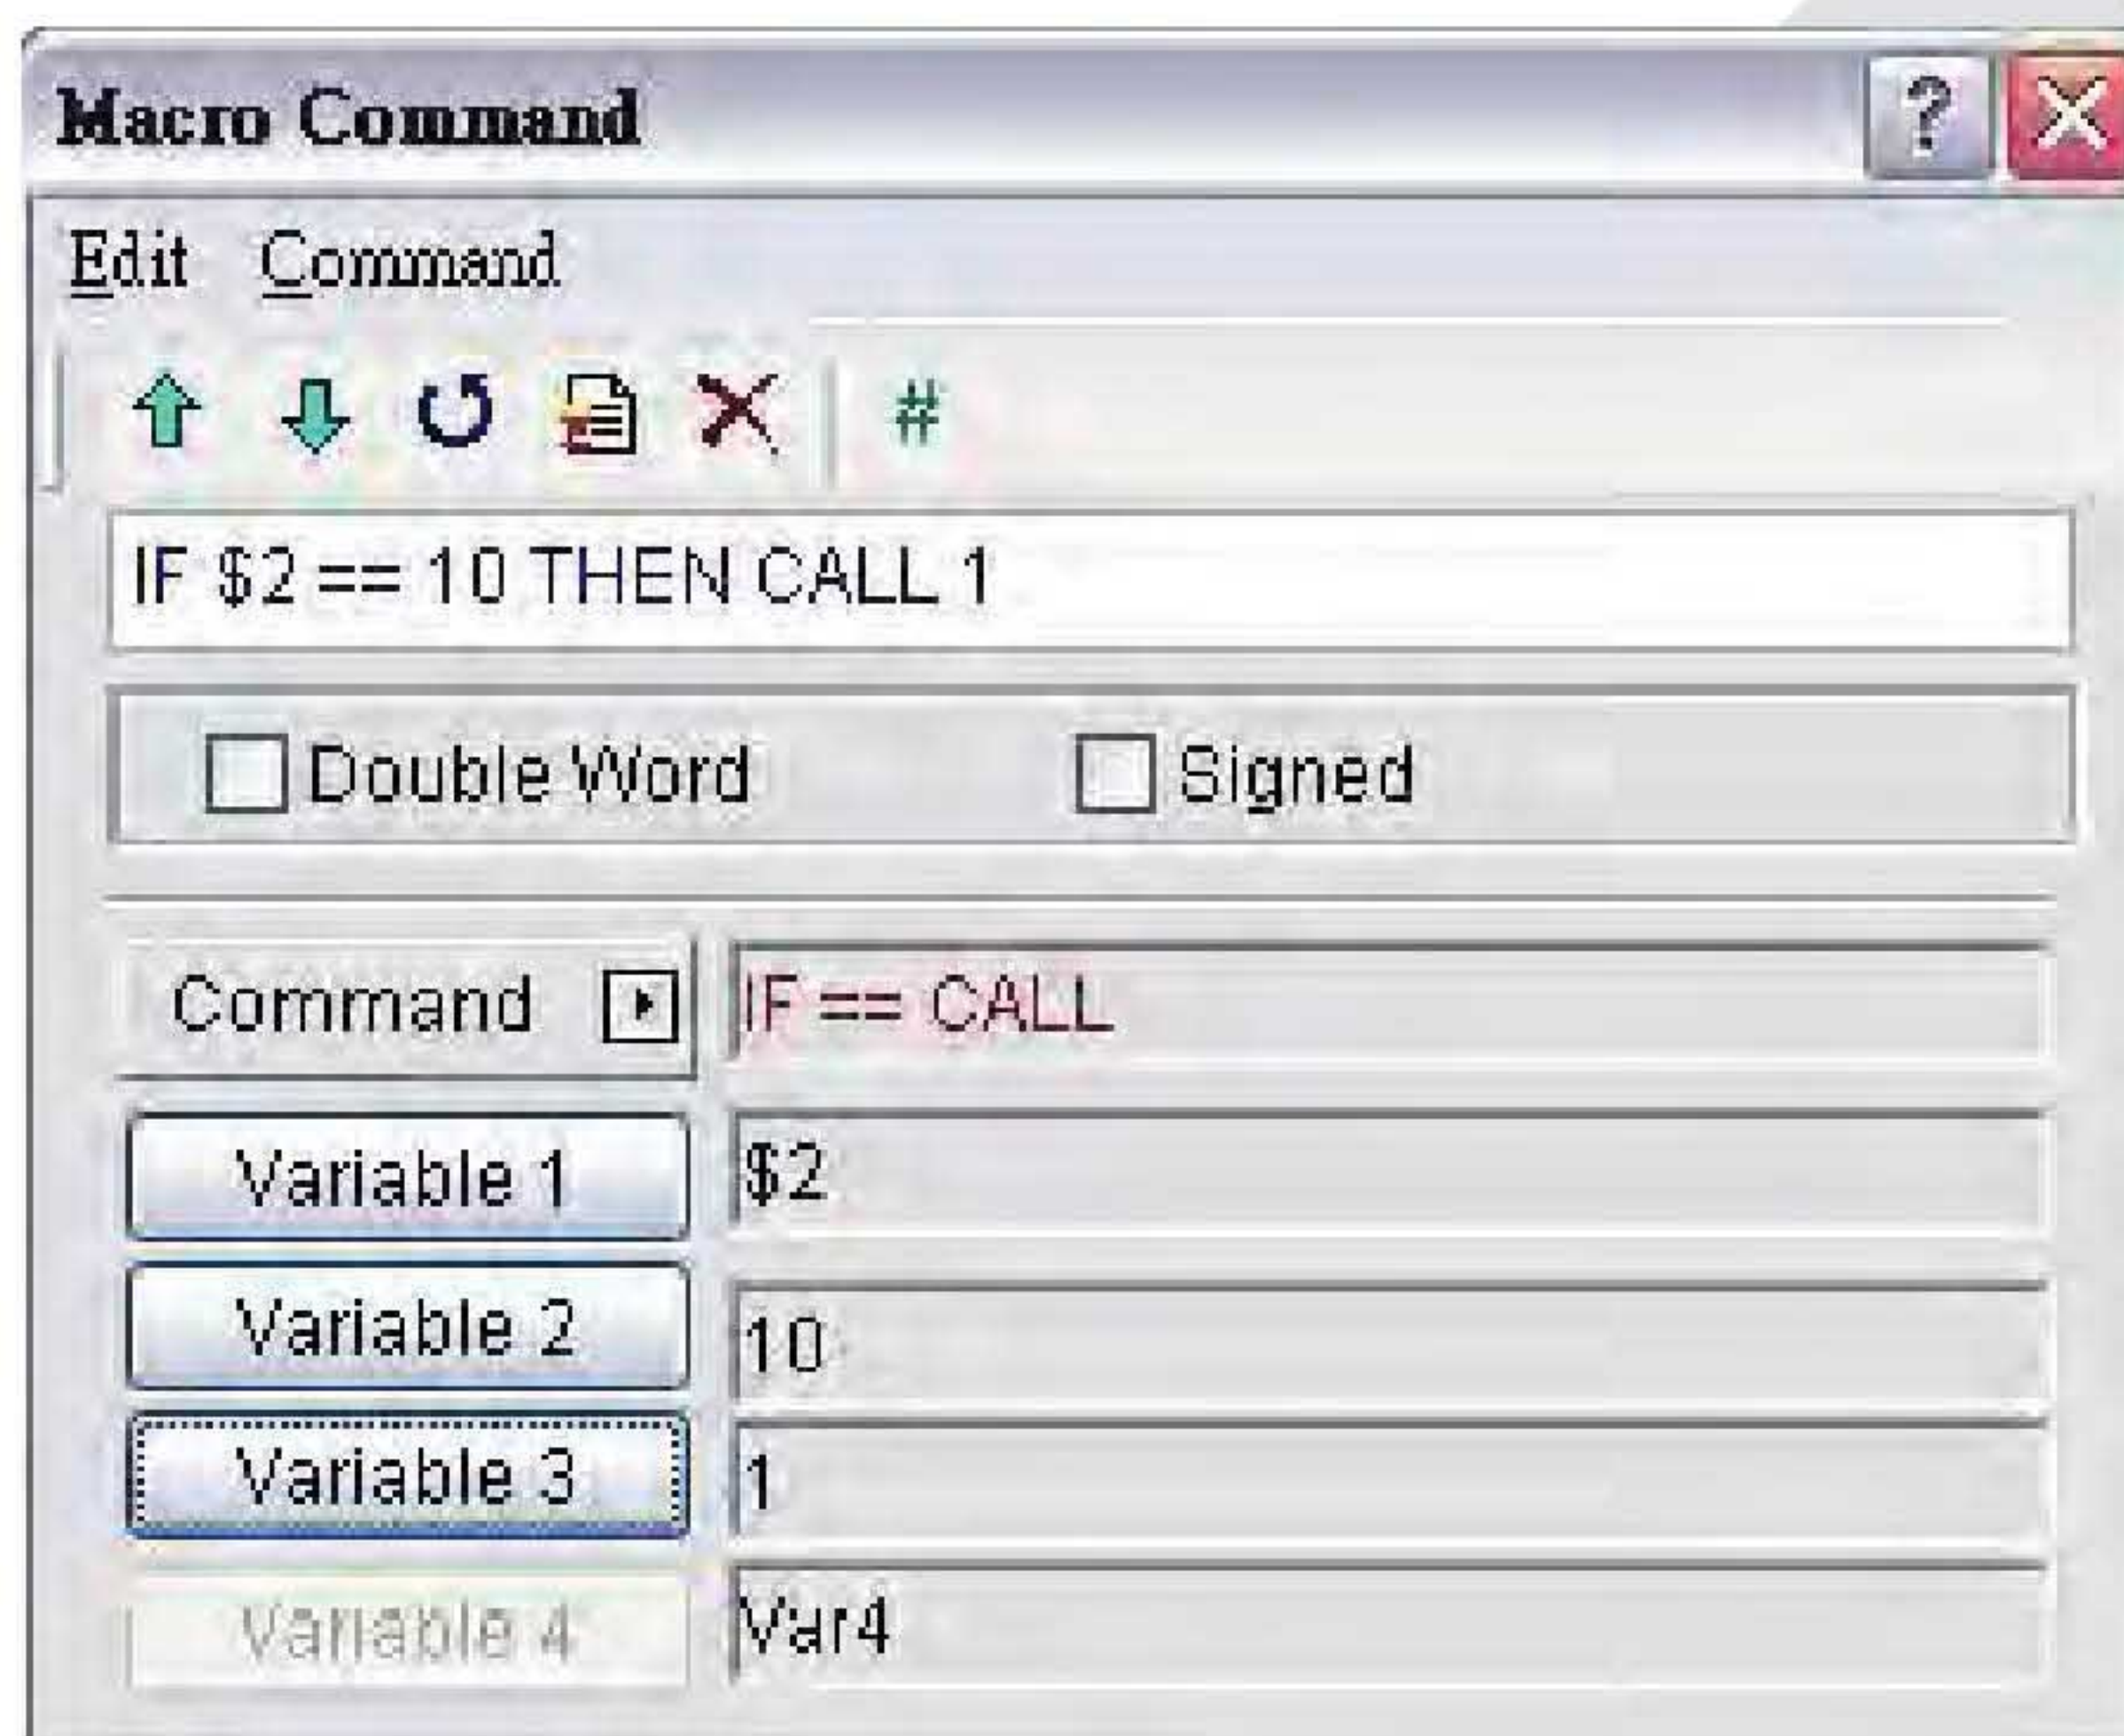 Macro Command
?
Edit Command
#
IF $2 == 10 THEN CALL 1
Double Word Signed
Command IF == CALL
Variable 1 $2
Variable 2 10
Variable 3 1
Variable 4 Var4